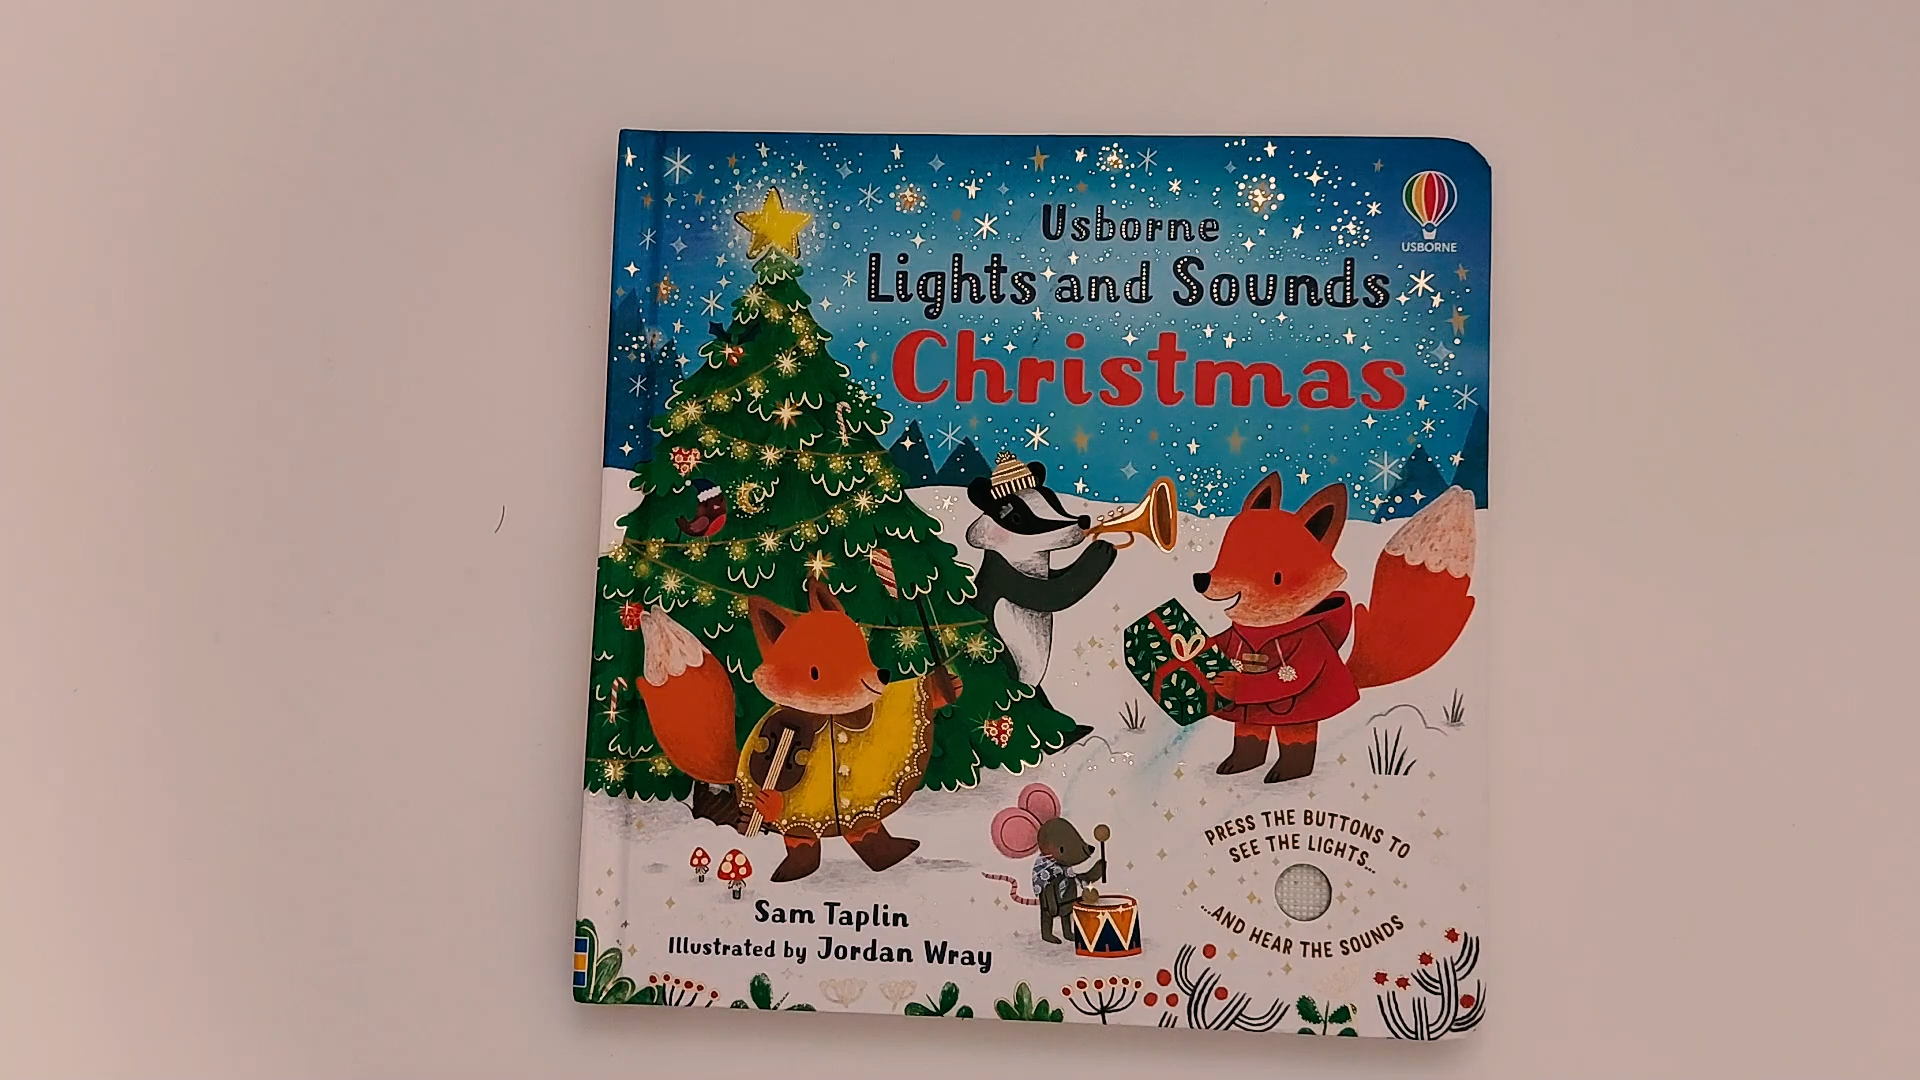 Usborne
Lights and Sounds
Christmas
USBORNE
PRESS THE BUTTONS TO
SEE THE LIGHTS...
...AND HEAR THE SOUNDS
Sam Taplin
Illustrated by Jordan Wray